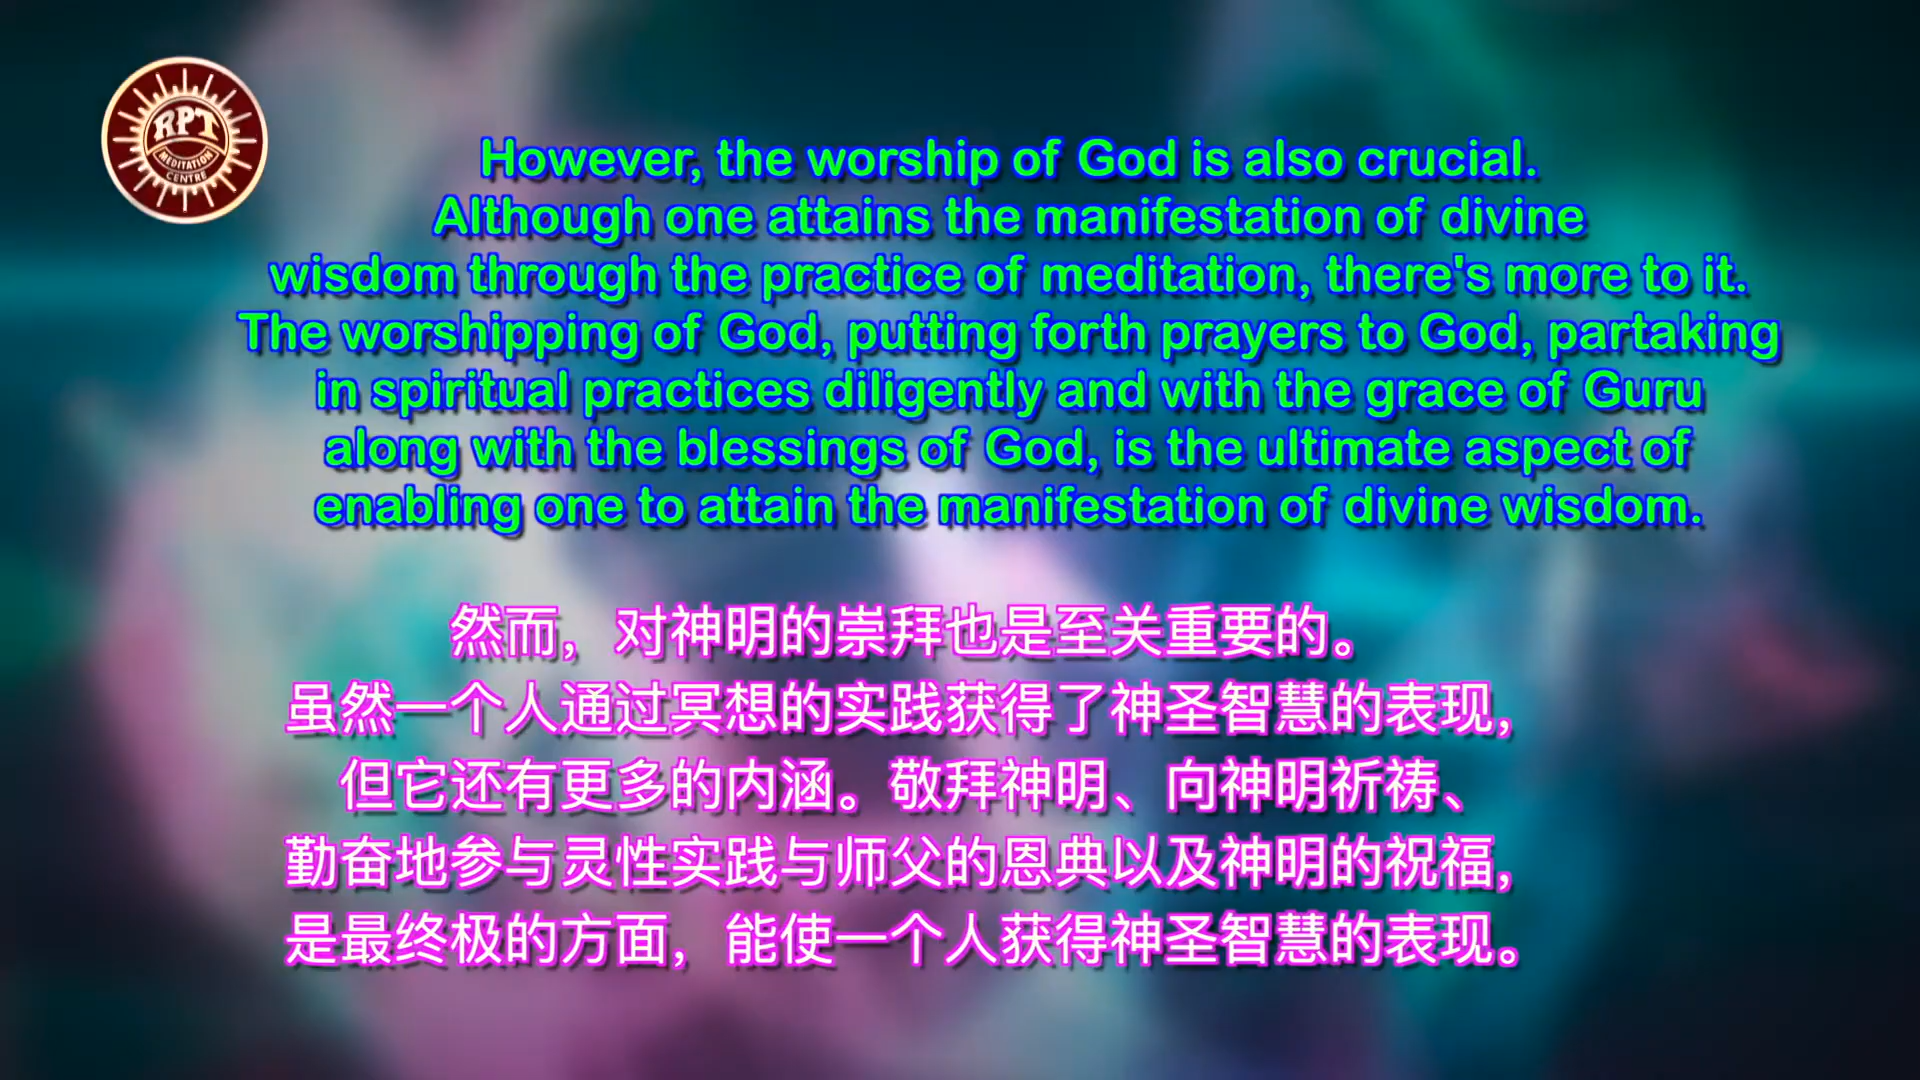 RPT
MEDITATION
CENTRE
However, the worship of God is also crucial.
Although one attains the manifestation of divine
wisdom through the practice of meditation, there's more to it.
The worshipping of God, putting forth prayers to God, partaking
in spiritual practices diligently and with the grace of Guru
along with the blessings of God, is the ultimate aspect of
enabling one to attain the manifestation of divine wisdom.
然而，对神明的崇拜也是至关重要的。
虽然一个人通过冥想的实践获得了神圣智慧的表现，
但它还有更多的内涵。敬拜神明、向神明祈祷、
勤奋地参与灵性实践与师父的恩典以及神明的祝福，
是最终极的方面，能使一个人获得神圣智慧的表现。